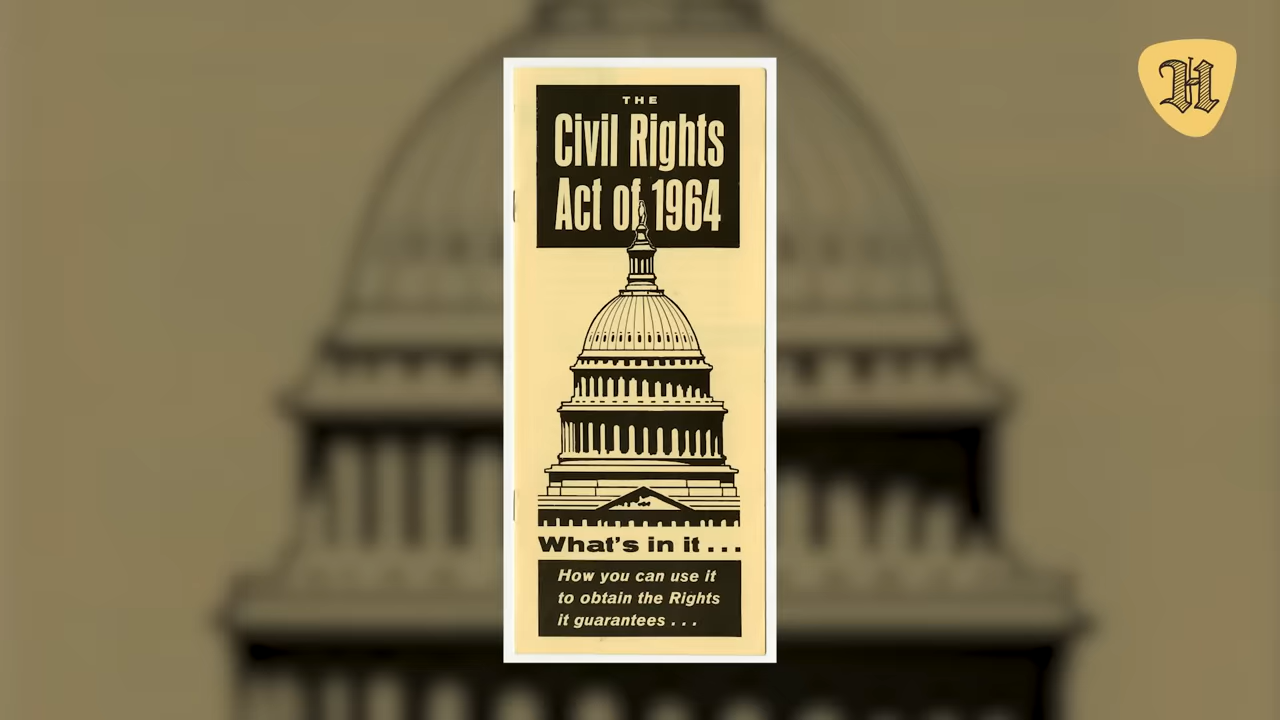 THE
Civil Rights
Act of 1964
What's in it . . .
How you can use it
to obtain the Rights
it guarantees . . .
H